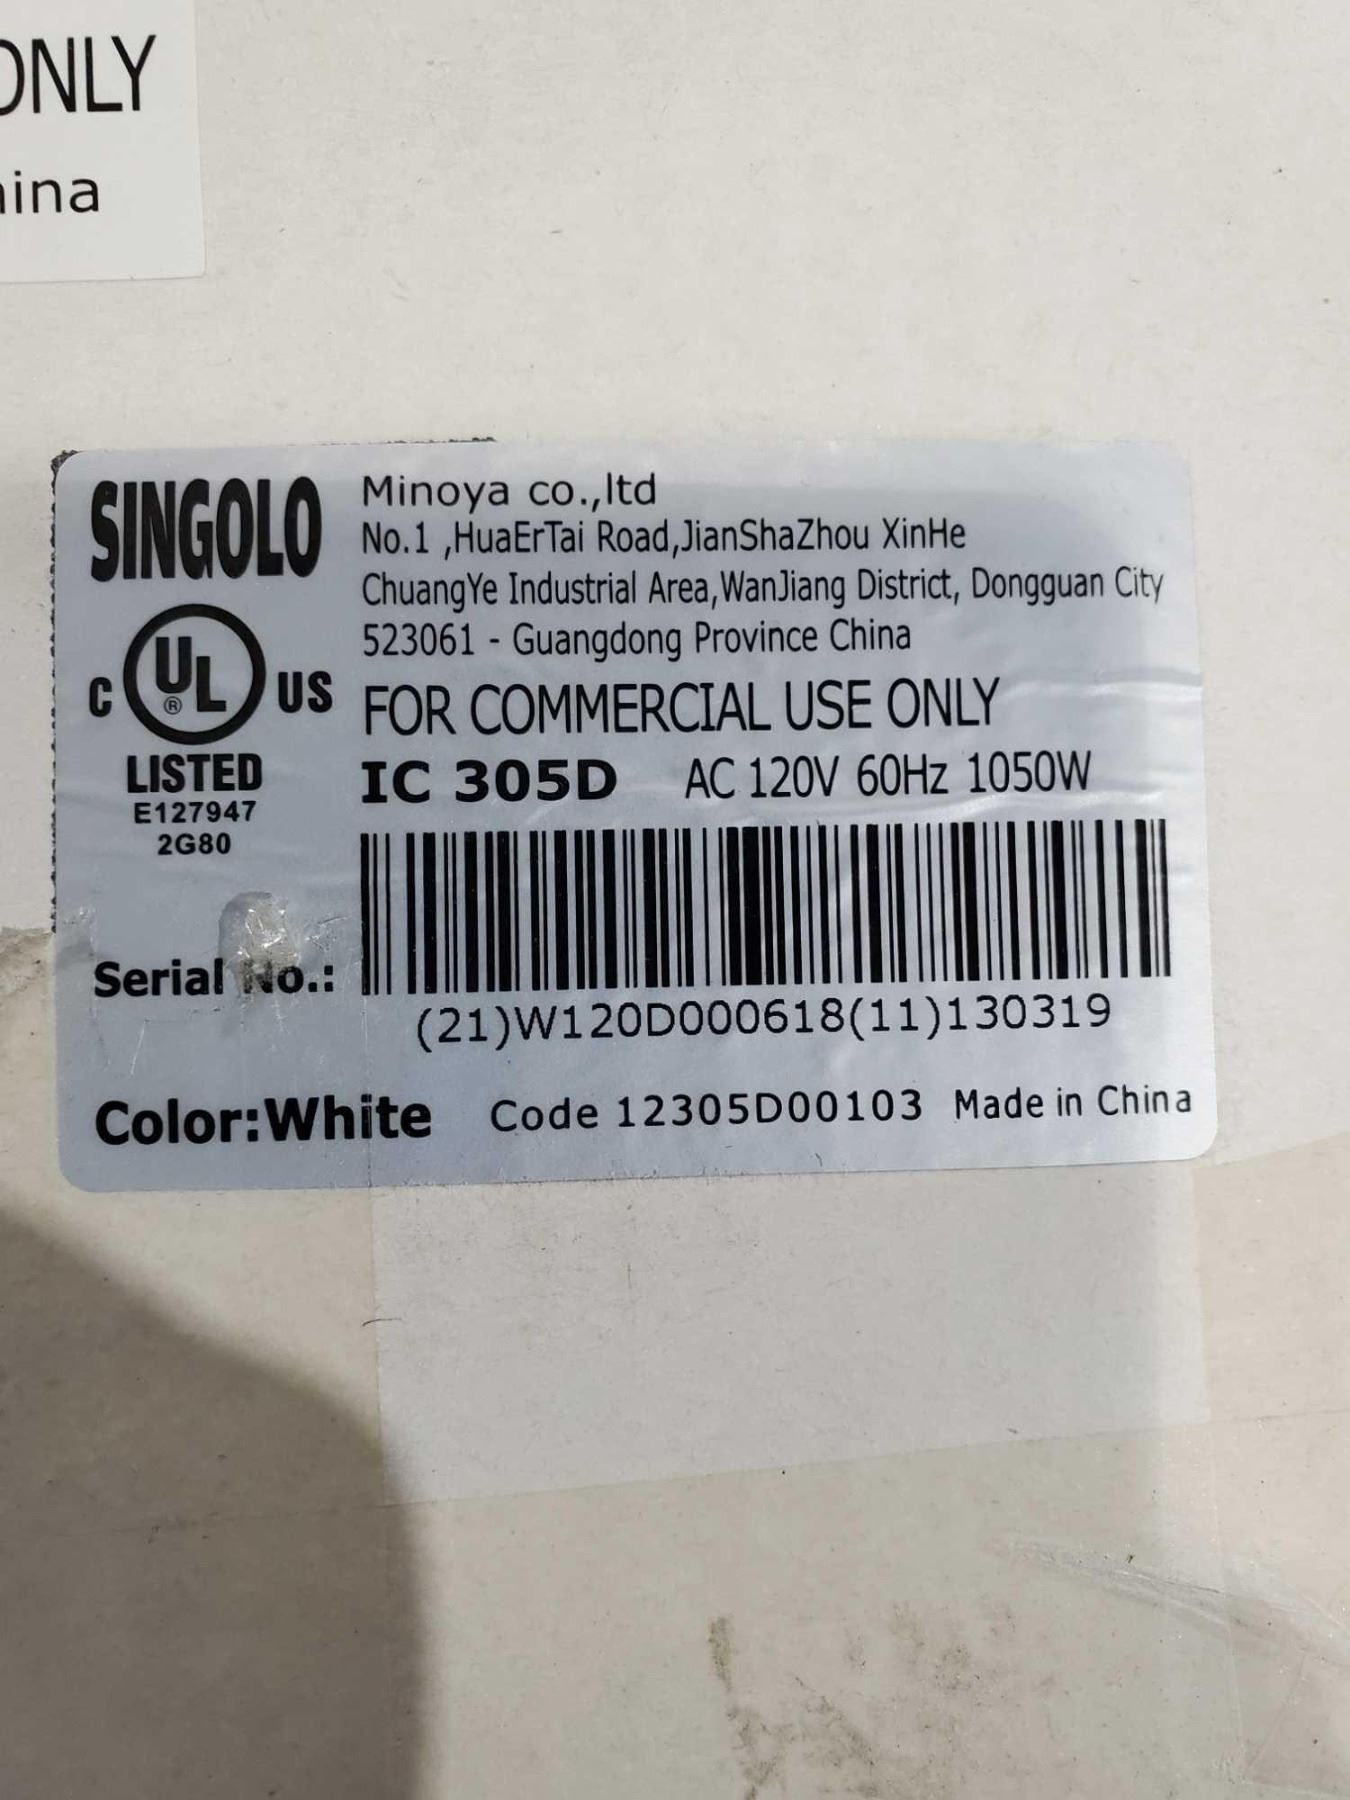 ONLY
hina
SINGOLO
Minoya co.,ltd
No.1 ,HuaErTai Road,JianShaZhou XinHe
ChuangYe Industrial Area,WanJiang District, Dongguan City
523061 - Guangdong Province China
C UL ® US
LISTED
E127947
2G80
FOR COMMERCIAL USE ONLY
IC 305D AC 120V 60Hz 1050W
Serial No.:
(21)W120D000618(11)130319
Color:White Code 12305D00103 Made in China